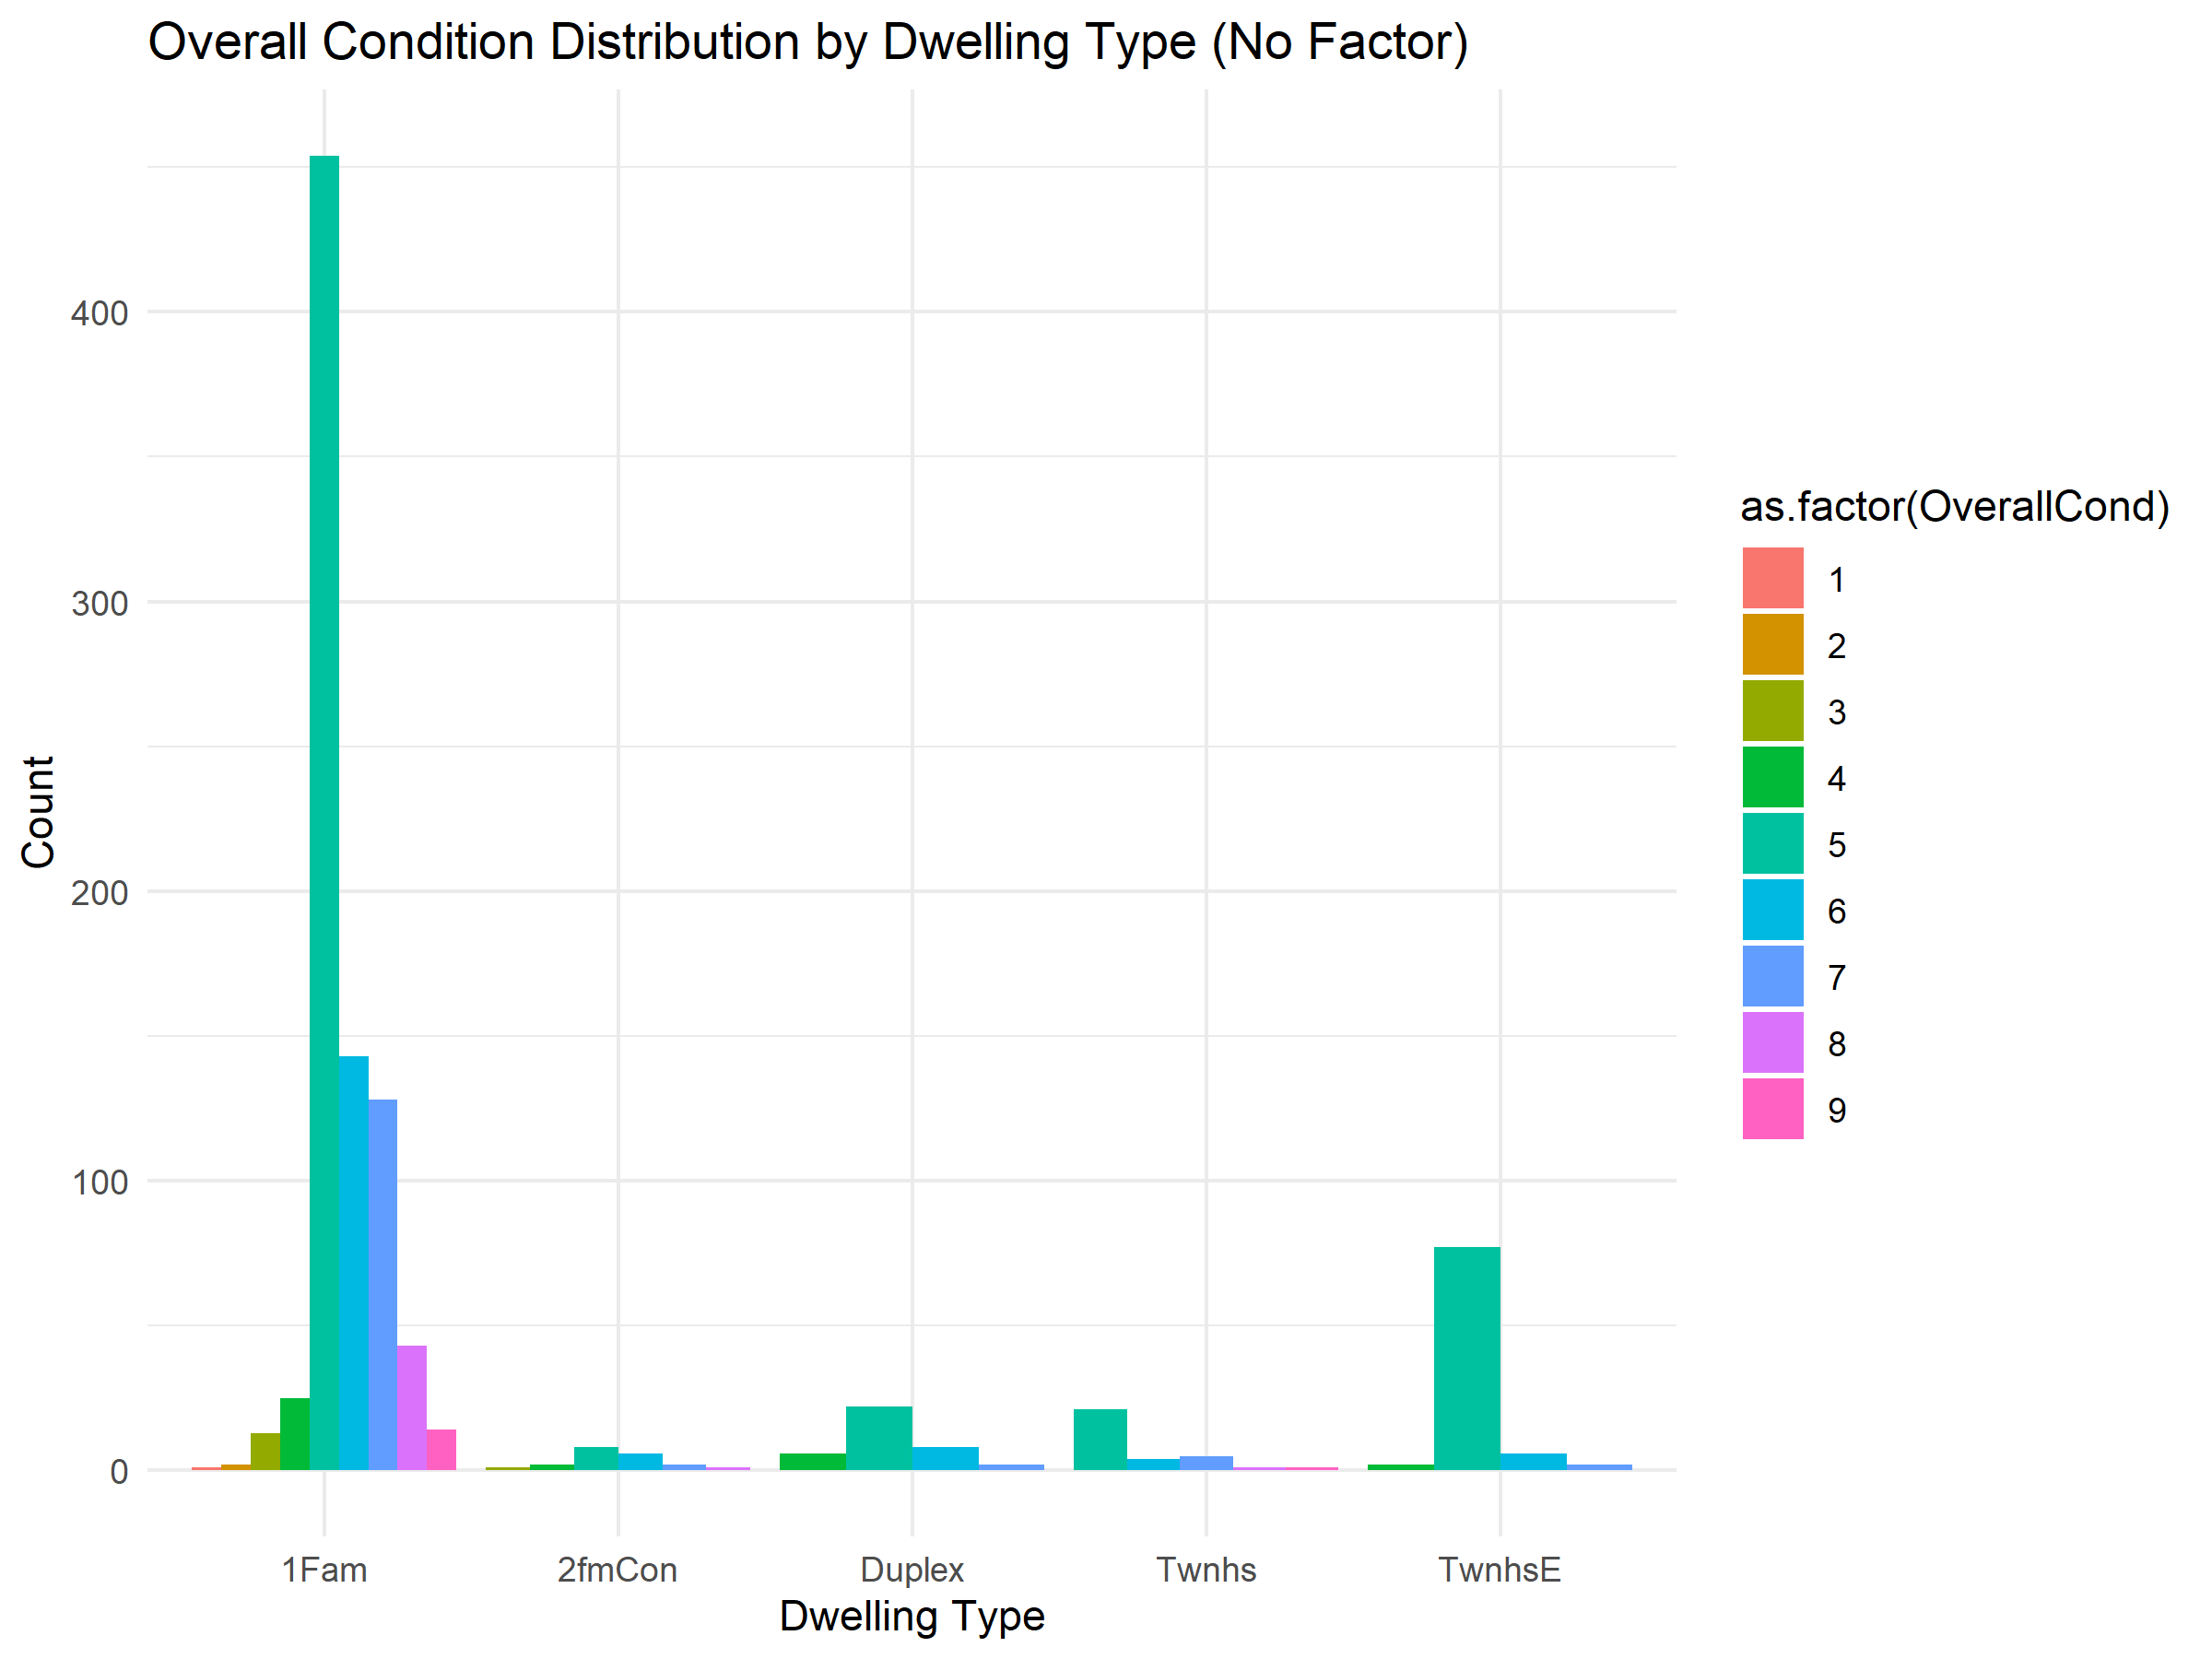 Overall Condition Distribution by Dwelling Type (No Factor)
Count
400
300
200
100
0
1Fam
2fmCon
Duplex
Twnhs
TwnhsE
Dwelling Type
as.factor(OverallCond)
1
2
3
4
5
6
7
8
9